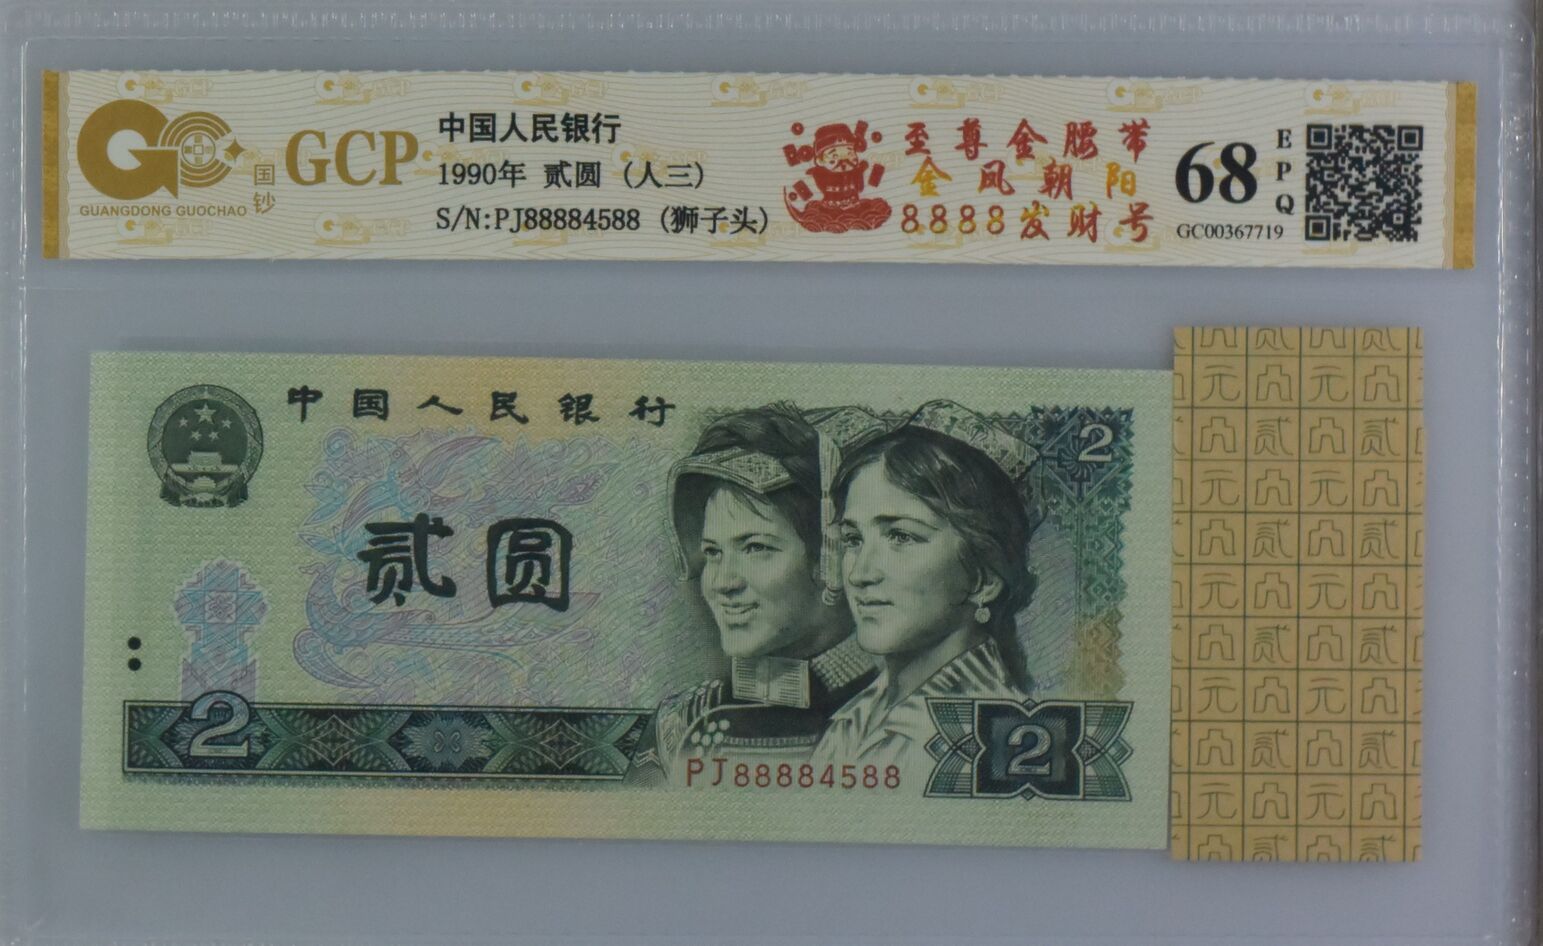 GCP
国钞
GUANGDONG GUOCHAO
中国人民银行
1990年 贰圆 (人三)
S/N:PJ88884588 (狮子头)
至尊金腰带
金凤朝阳
8888发财号
68
EPQ
GC00367719
中国人民银行
2
贰圆
2
PJ88884588
2